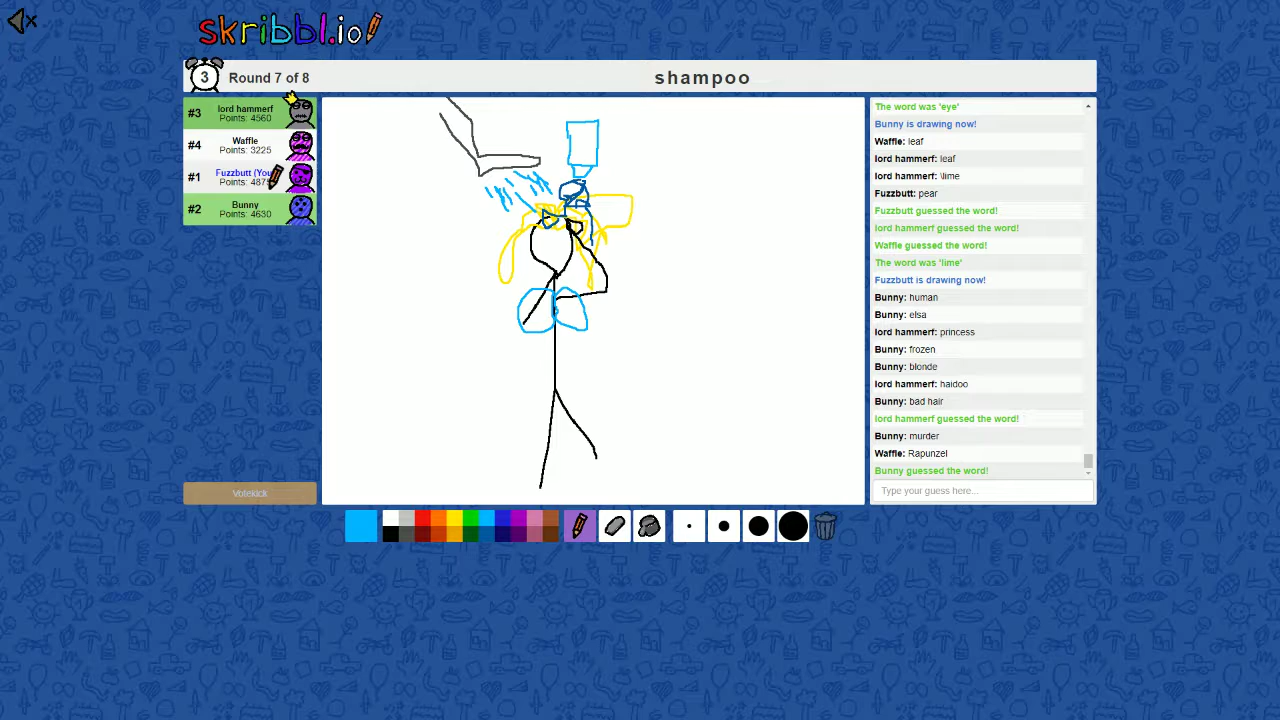 skribbl.io
3
Round 7 of 8
shampoo
#3
lord hammerf
Points: 4560
#4
Waffle
Points: 3225
#1
Fuzzbutt (You
#2
Bunny
Points: 4630
Votekick
The word was 'eye'
Bunny is drawing now!
Waffle: leaf
lord hammerf: leaf
lord hammerf: \lime
Fuzzbutt: pear
Fuzzbutt guessed the word!
lord hammerf guessed the word!
Waffle guessed the word!
The word was 'lime'
Fuzzbutt is drawing now!
Bunny: human
Bunny: elsa
lord hammerf: princess
Bunny: frozen
Bunny: blonde
lord hammerf: haidoo
Bunny: bad hair
lord hammerf guessed the word!
Bunny: murder
Waffle: Rapunzel
Bunny guessed the word!
Type your guess here...